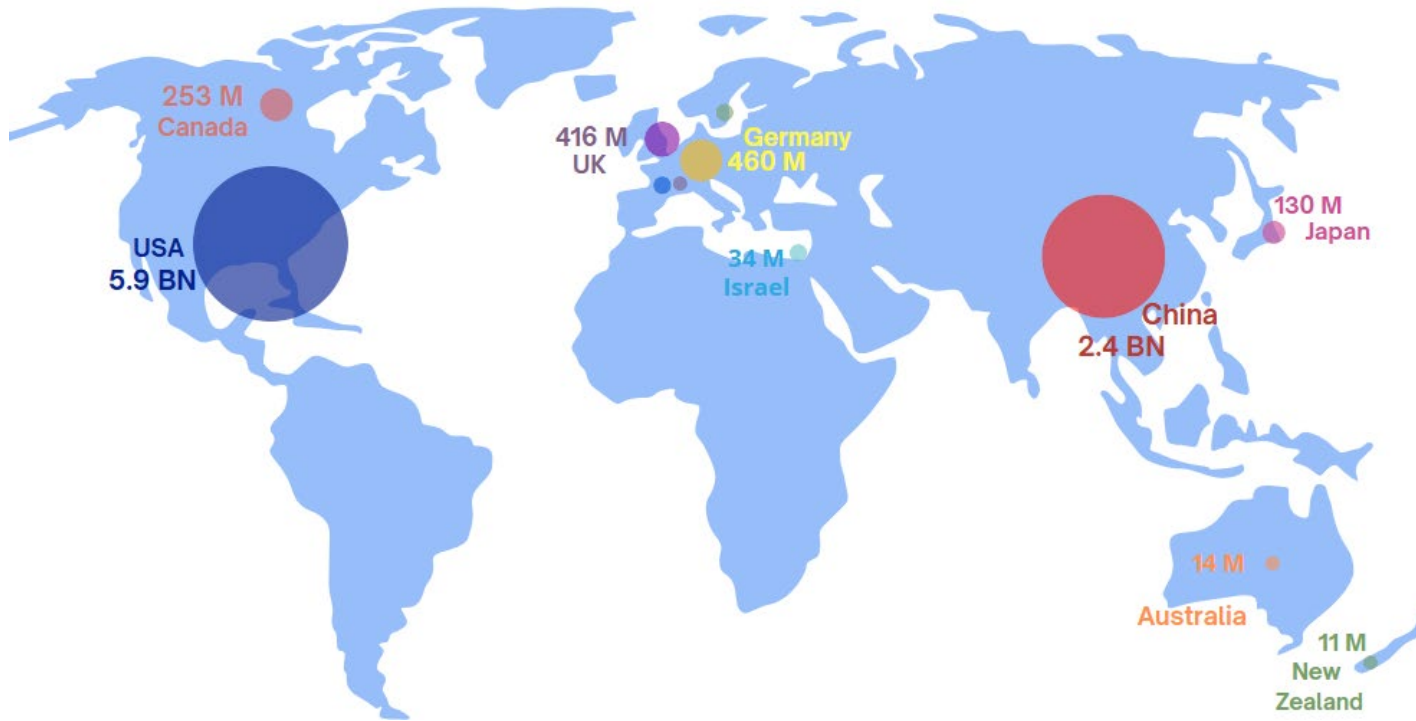 253 M
Canada
416 M
UK
Germany
460 M
130 M
Japan
USA
5.9 BN
34 M
Israel
China
2.4 BN
14 M
Australia
11 M
New
Zealand